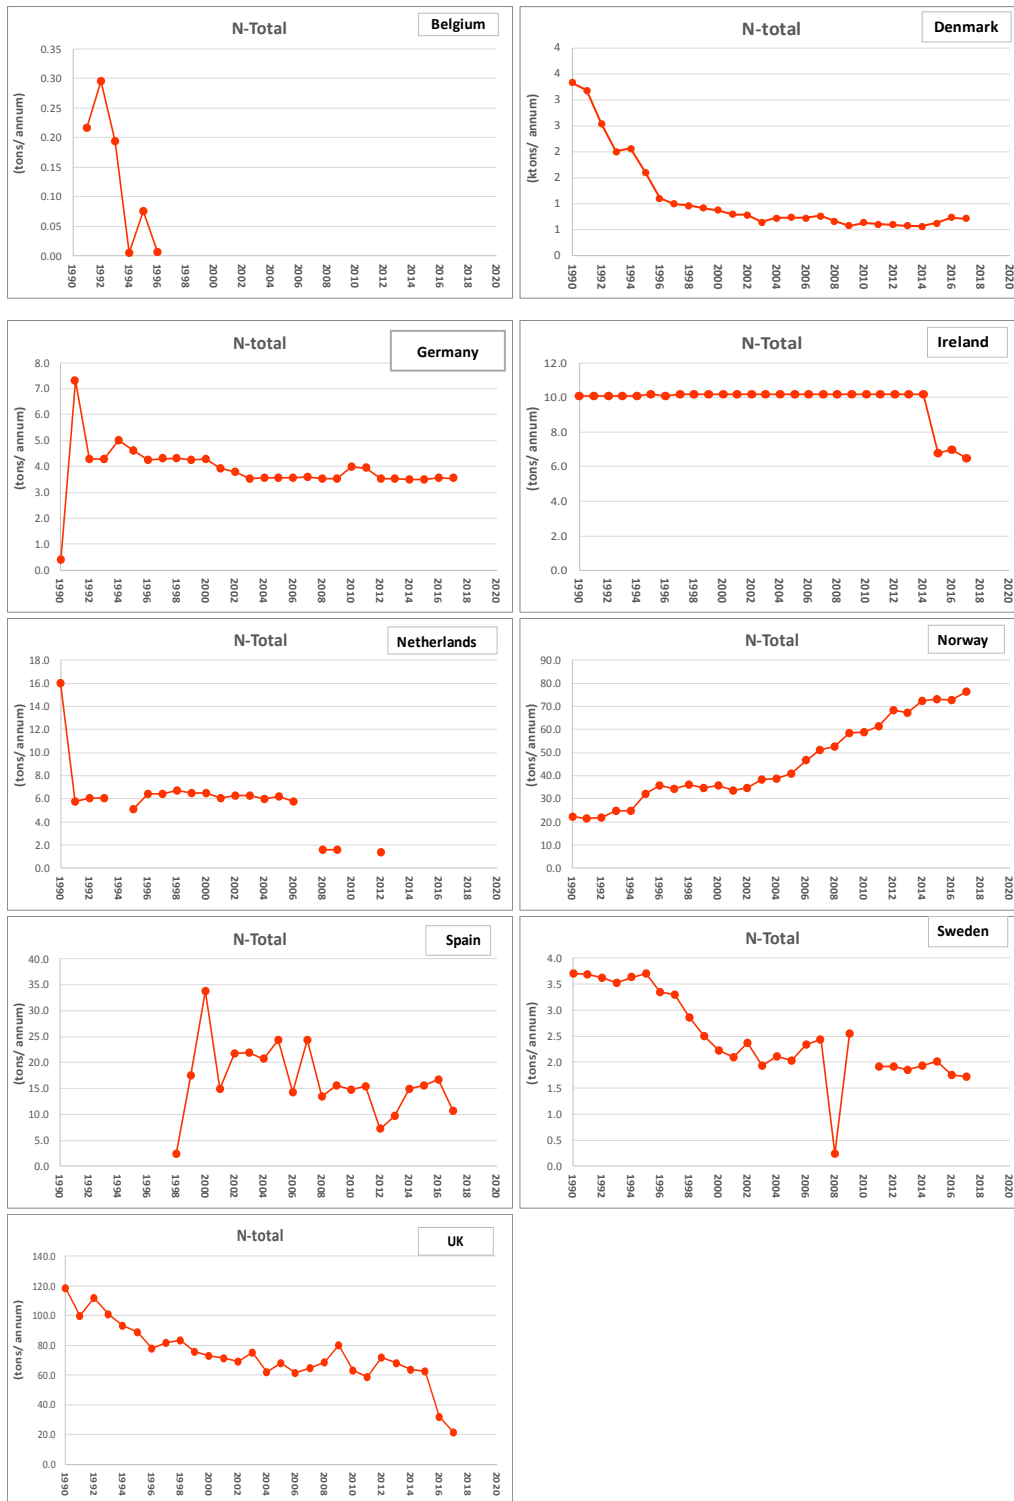 N-Total
Belgium
(tons/ annum)
0.35
0.30
0.25
0.20
0.15
0.10
0.05
0.00
1990 1992 1994 1996 1998 2000 2002 2004 2006 2008 2010 2012 2014 2016 2018 2020
N-total
Denmark
(ktons/ annum)
4
4
3
3
2
2
1
1
0
1990 1992 1994 1996 1998 2000 2002 2004 2006 2008 2010 2012 2014 2016 2018 2020
N-total
Germany
(tons/ annum)
8.0
7.0
6.0
5.0
4.0
3.0
2.0
1.0
0.0
1990 1992 1994 1996 1998 2000 2002 2004 2006 2008 2010 2012 2014 2016 2018 2020
N-Total
Ireland
(tons/ annum)
12.0
10.0
8.0
6.0
4.0
2.0
0.0
1990 1992 1994 1996 1998 2000 2002 2004 2006 2008 2010 2012 2014 2016 2018 2020
N-Total
Netherlands
(tons/ annum)
18.0
16.0
14.0
12.0
10.0
8.0
6.0
4.0
2.0
0.0
1990 1992 1994 1996 1998 2000 2002 2004 2006 2008 2010 2012 2014 2016 2018 2020
N-Total
Norway
(tons/ annum)
90.0
80.0
70.0
60.0
50.0
40.0
30.0
20.0
10.0
0.0
1990 1992 1994 1996 1998 2000 2002 2004 2006 2008 2010 2012 2014 2016 2018 2020
N-Total
Spain
(tons/ annum)
40.0
35.0
30.0
25.0
20.0
15.0
10.0
5.0
0.0
1990 1992 1994 1996 1998 2000 2002 2004 2006 2008 2010 2012 2014 2016 2018 2020
N-Total
Sweden
(tons/ annum)
4.0
3.5
3.0
2.5
2.0
1.5
1.0
0.5
0.0
1990 1992 1994 1996 1998 2000 2002 2004 2006 2008 2010 2012 2014 2016 2018 2020
N-total
UK
(tons/ annum)
140.0
120.0
100.0
80.0
60.0
40.0
20.0
0.0
1990 1992 1994 1996 1998 2000 2002 2004 2006 2008 2010 2012 2014 2016 2018 2020